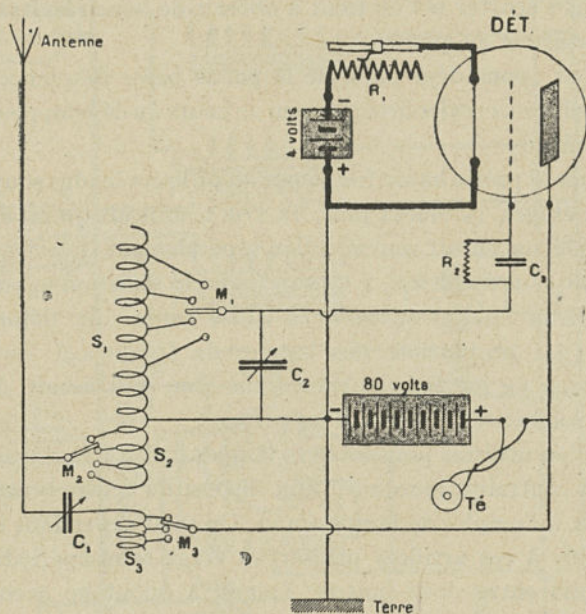 DÉT.
Antenne
R1
4 volts
-
+
R2
C3
M1
S1
C2
80 volts
-
+
M2
S2
Té
C1
S3
M3
Terre